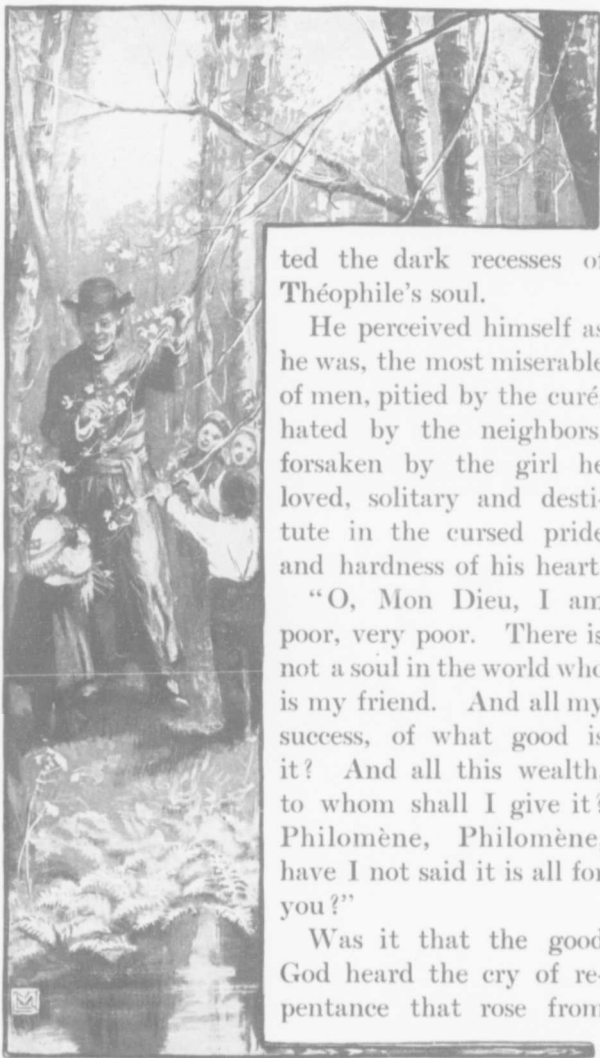 ted the dark recesses of
Théophile's soul.
He perceived himself as
he was, the most miserable
of men, pitied by the curé
hated by the neighbors
forsaken by the girl he
loved, solitary and desti-
tute in the cursed pride
and hardness of his heart
"O, Mon Dieu, I am
poor, very poor. There is
not a soul in the world who
is my friend. And all my
success, of what good is
it? And all this wealth,
to whom shall I give it?
Philomène, Philomène,
have I not said it is all for
you?"
Was it that the good
God heard the cry of re-
pentance that rose from